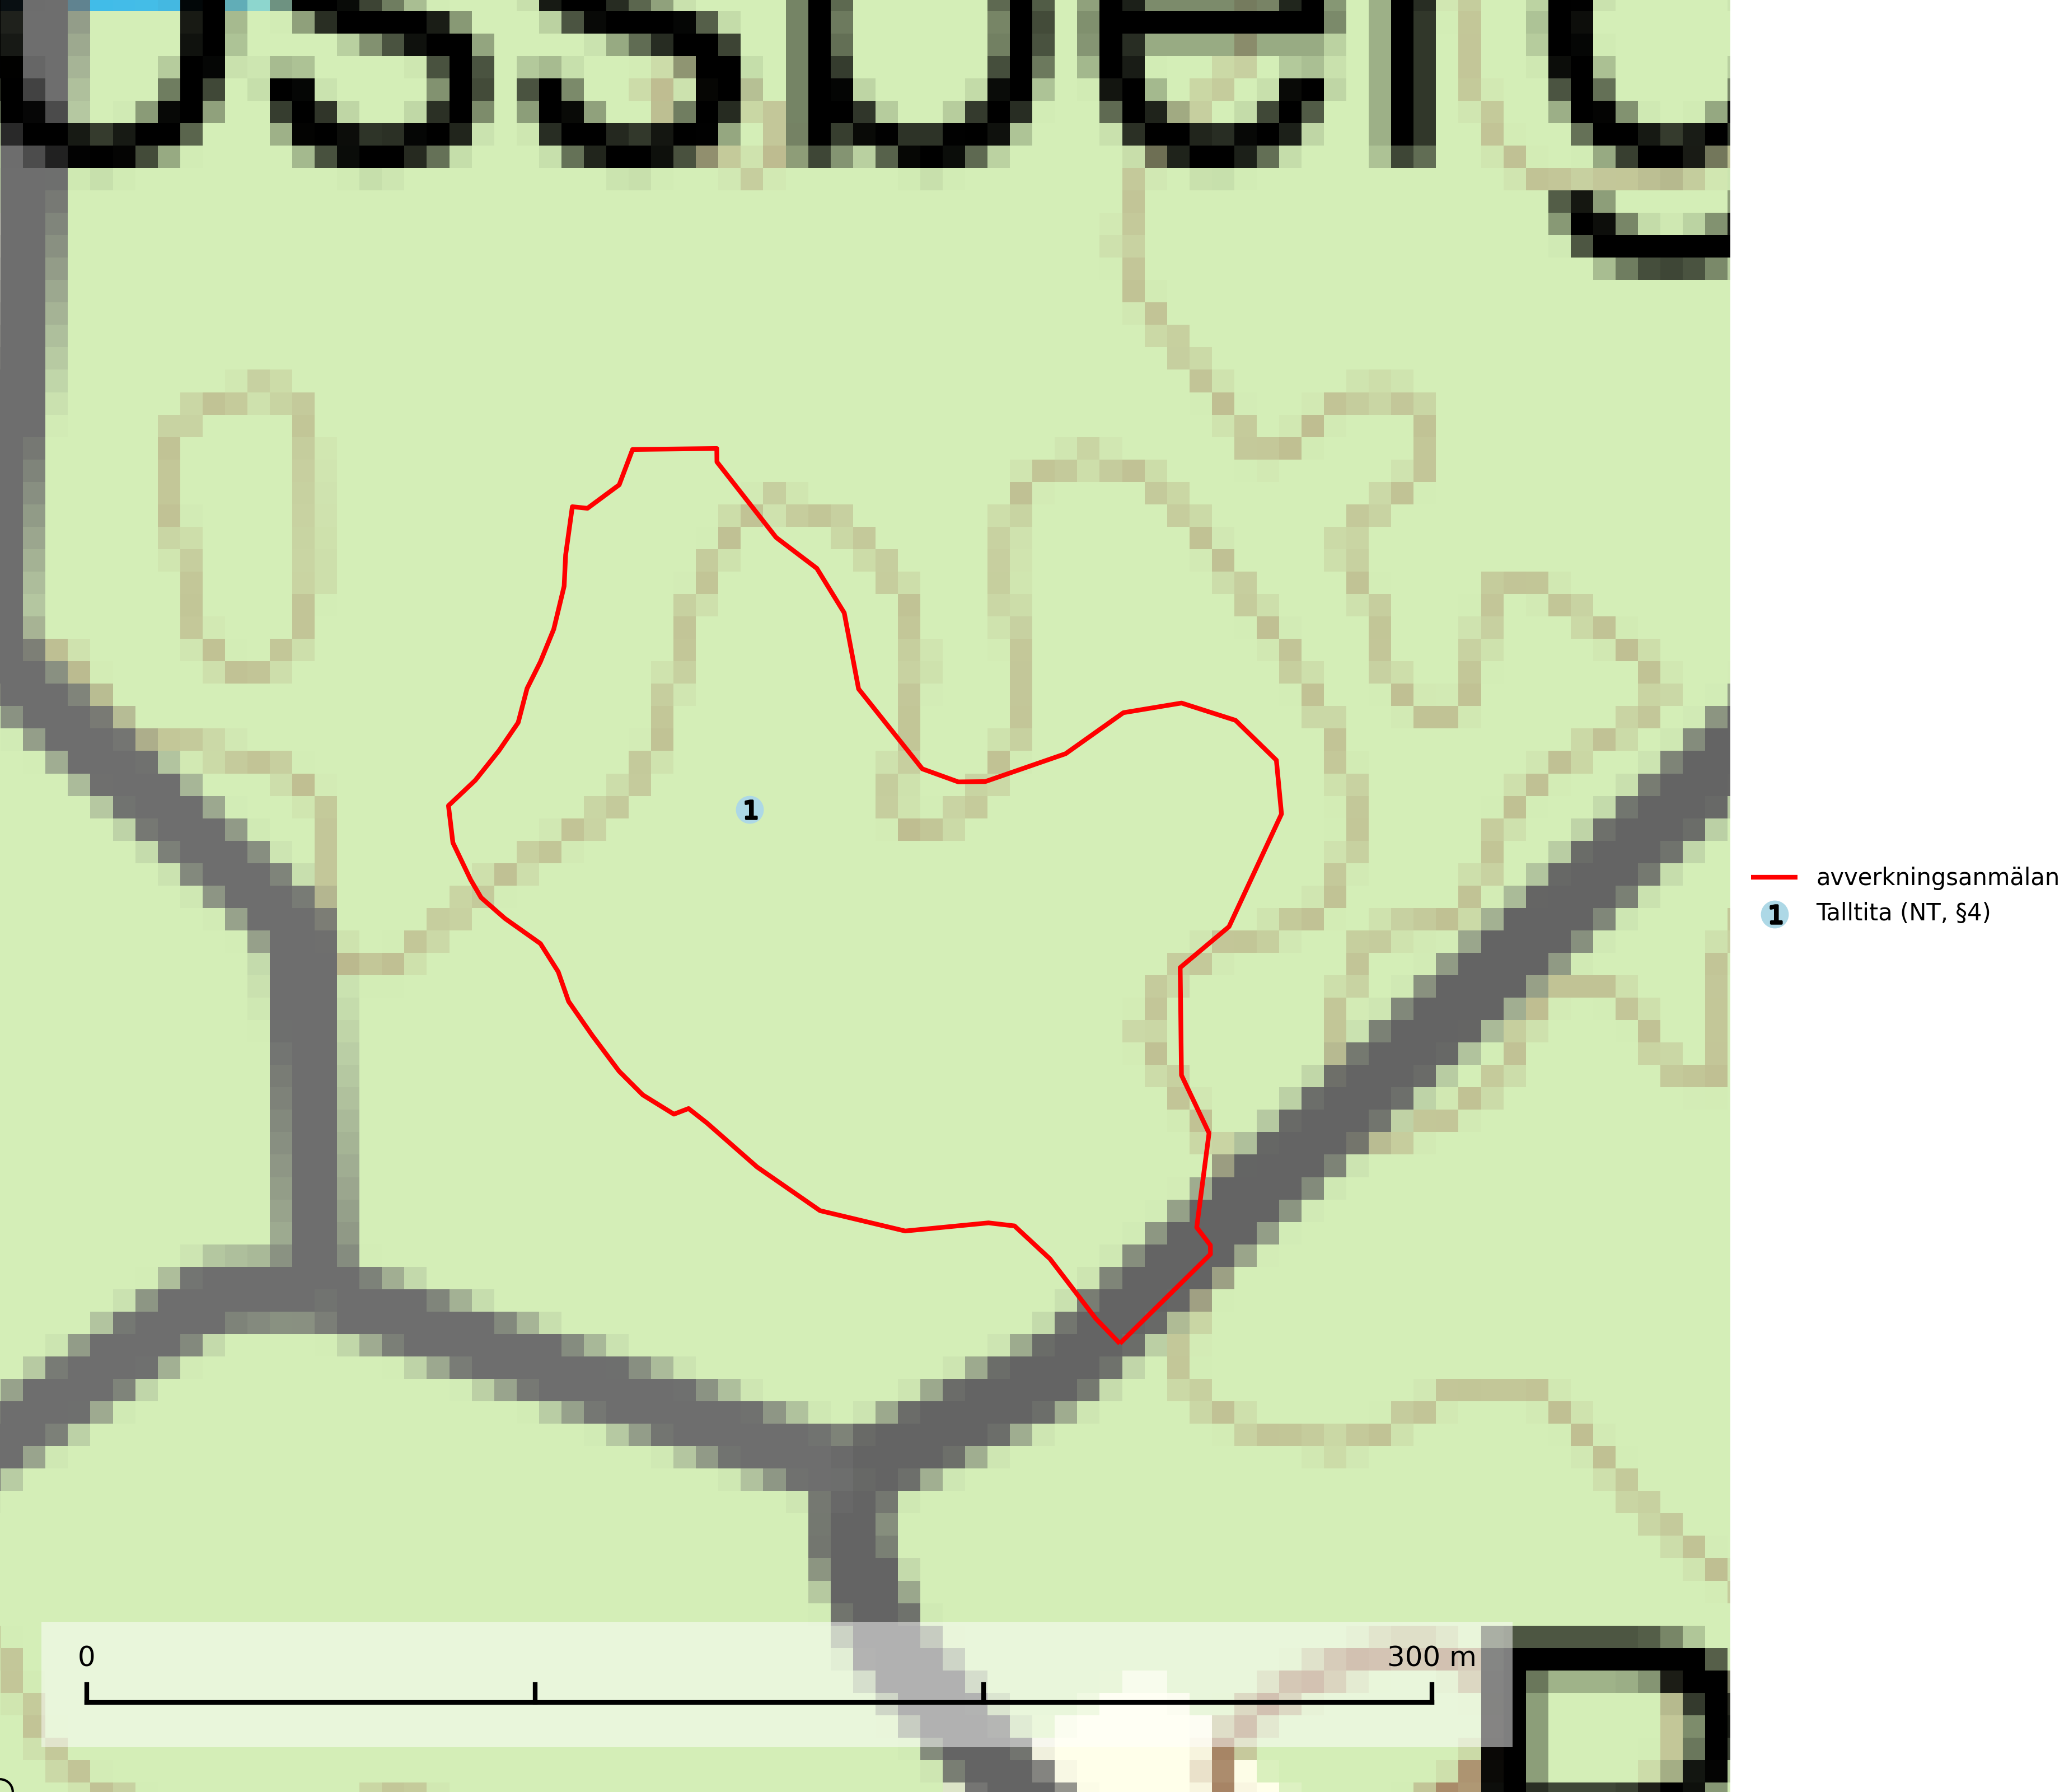 1
avverkningsanmälan
1 Talltita (NT, §4)
0 300 m